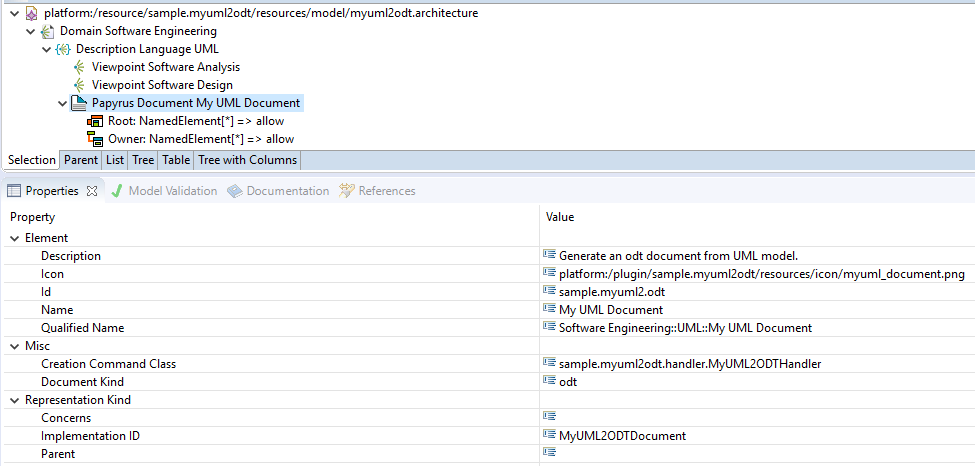 platform:/resource/sample.myuml2odt/resources/model/myuml2odt.architecture
Domain Software Engineering
Description Language UML
Viewpoint Software Analysis
Viewpoint Software Design
Papyrus Document My UML Document
Root: NamedElement[*] => allow
Owner: NamedElement[*] => allow
Selection Parent List Tree Table Tree with Columns
Properties Model Validation Documentation References
Property Value
Element
Description Generate an odt document from UML model.
Icon platform:/plugin/sample.myuml2odt/resources/icon/myuml_document.png
Id sample.myuml2.odt
Name My UML Document
Qualified Name Software Engineering::UML::My UML Document
Misc
Creation Command Class sample.myuml2odt.handler.MyUML2ODTHandler
Document Kind odt
Representation Kind
Concerns
Implementation ID MyUML2ODTDocument
Parent